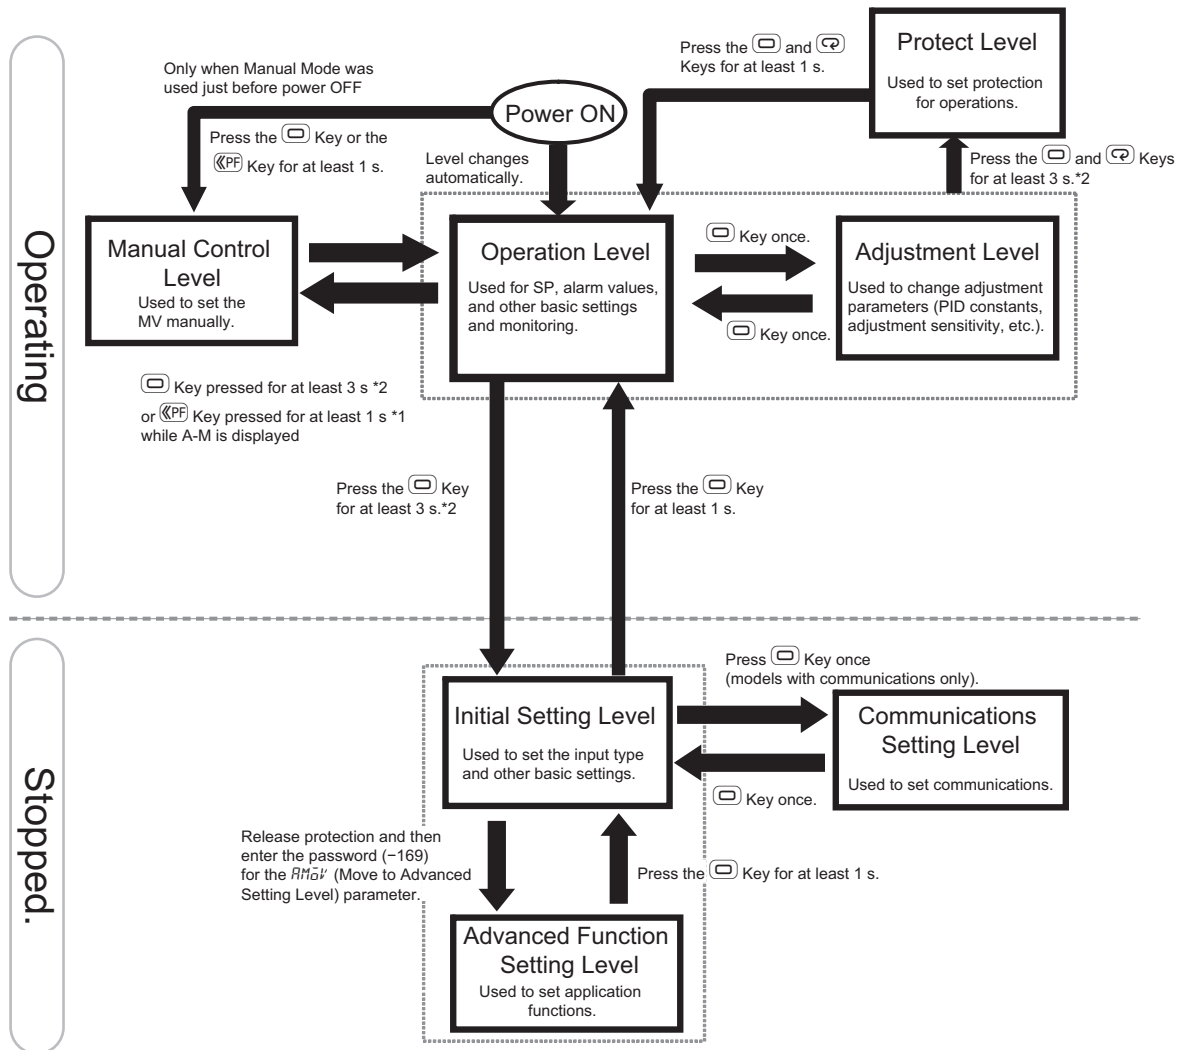 Operating
Only when Manual Mode was
used just before power OFF
Power ON
Press the Key or the
《PF Key for at least 1 s.
Level changes
automatically.
Press the and
Keys for at least 1 s.
Protect Level
Used to set protection
for operations.
Press the and Keys
for at least 3 s.*2
Manual Control
Level
Used to set the
MV manually.
Operation Level
Used for SP, alarm values,
and other basic settings
and monitoring.
Key once.
Key once.
Adjustment Level
Used to change adjustment
parameters (PID constants,
adjustment sensitivity, etc.).
Key pressed for at least 3 s *2
or 《PF Key pressed for at least 1 s *1
while A-M is displayed
Press the Key
for at least 3 s.*2
Press the Key
for at least 1 s.
Stopped.
Initial Setting Level
Used to set the input type
and other basic settings.
Press Key once
(models with communications only).
Key once.
Communications
Setting Level
Used to set communications.
Release protection and then
enter the password (−169)
for the (Move to Advanced
Setting Level) parameter.
Press the Key for at least 1 s.
Advanced Function
Setting Level
Used to set application
functions.